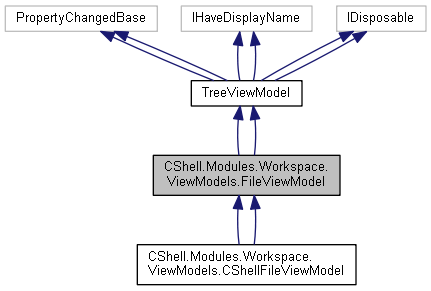 PropertyChangedBase
IHaveDisplayName
IDisposable
TreeViewModel
CShell.Modules.Workspace.
ViewModels.FileViewModel
CShell.Modules.Workspace.
ViewModels.CShellFileViewModel